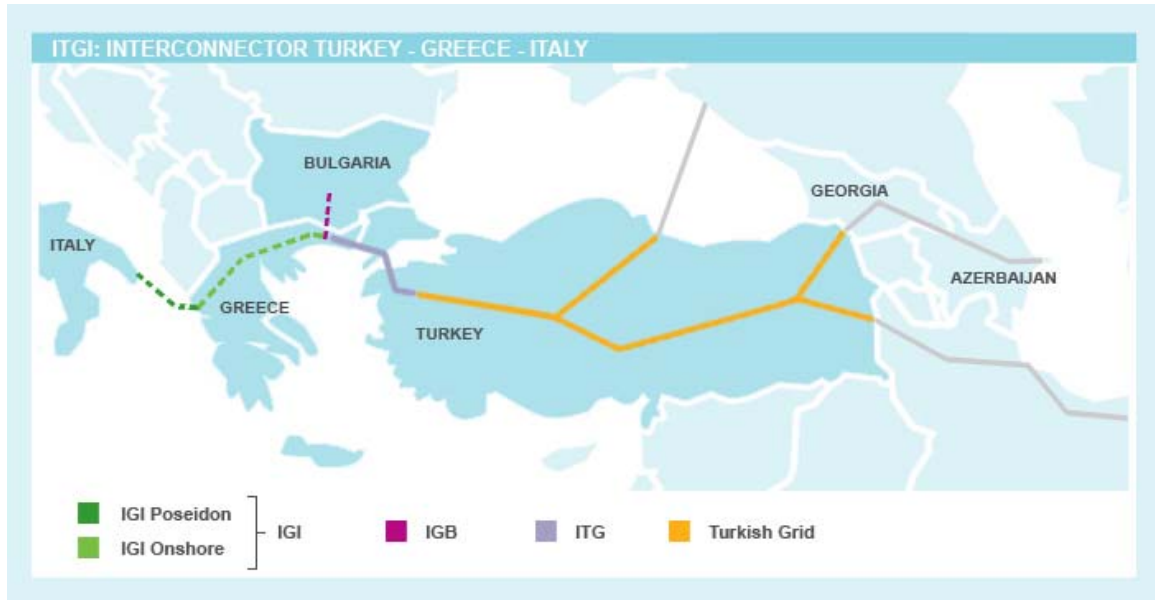 ITGI: INTERCONNECTOR TURKEY - GREECE - ITALY
BULGARIA
GEORGIA
ITALY
AZERBAIJAN
GREECE
TURKEY
IGI Poseidon
IGI Onshore
IGI
IGB
ITG
Turkish Grid